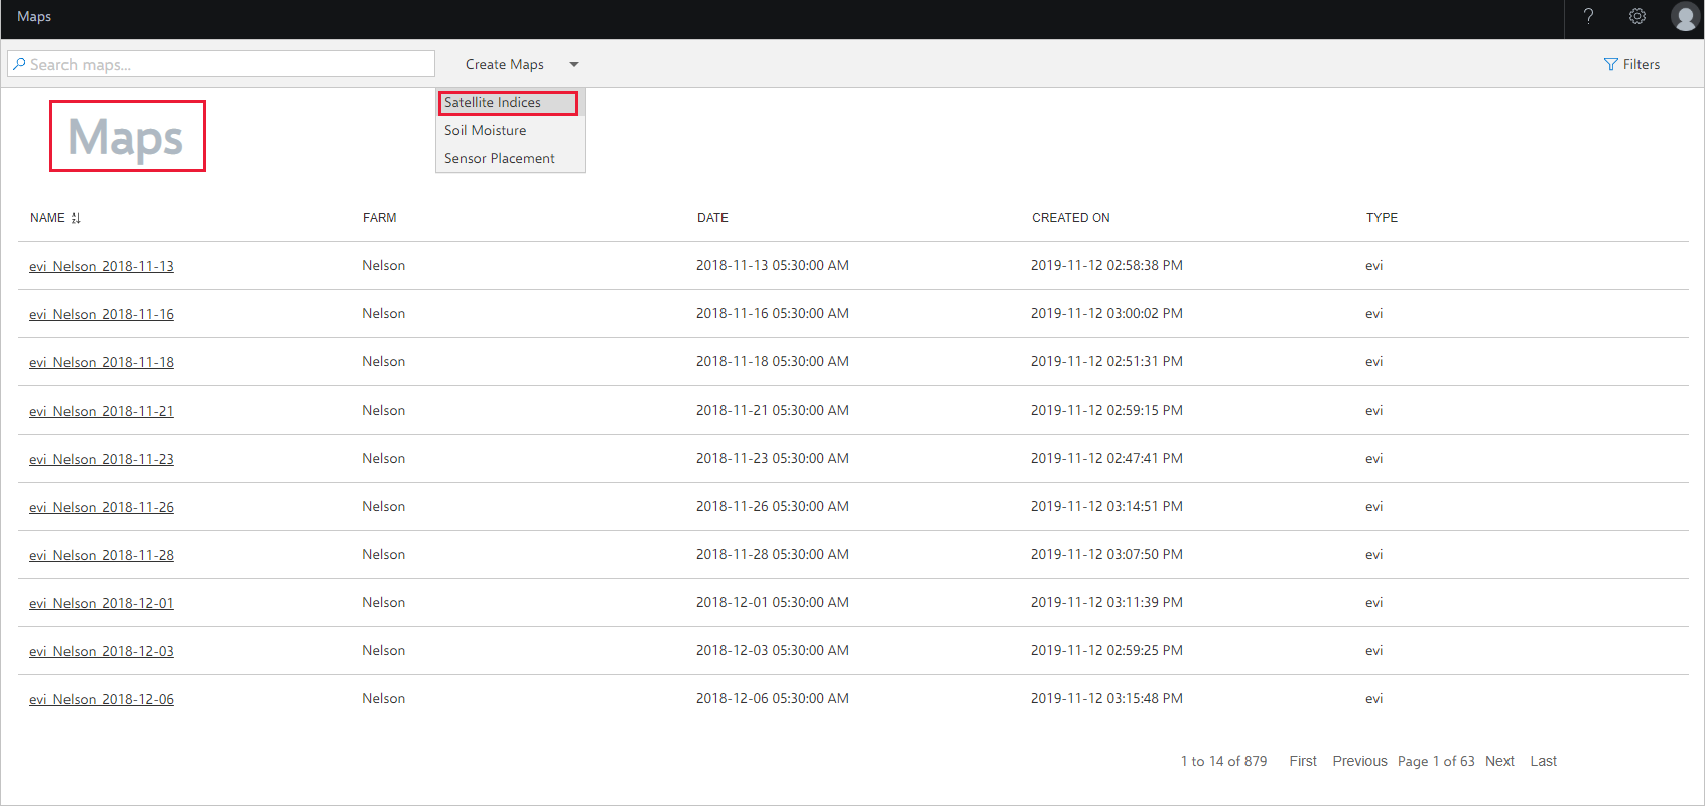 Maps
?
Search maps...
Create Maps
Filters
Satellite Indices
Soil Moisture
Sensor Placement
Maps
NAME FARM DATE CREATED ON TYPE
evi_Nelson_2018-11-13 Nelson 2018-11-13 05:30:00 AM 2019-11-12 02:58:38 PM evi
evi_Nelson_2018-11-16 Nelson 2018-11-16 05:30:00 AM 2019-11-12 03:00:02 PM evi
evi_Nelson_2018-11-18 Nelson 2018-11-18 05:30:00 AM 2019-11-12 02:51:31 PM evi
evi_Nelson_2018-11-21 Nelson 2018-11-21 05:30:00 AM 2019-11-12 02:59:15 PM evi
evi_Nelson_2018-11-23 Nelson 2018-11-23 05:30:00 AM 2019-11-12 02:47:41 PM evi
evi_Nelson_2018-11-26 Nelson 2018-11-26 05:30:00 AM 2019-11-12 03:14:51 PM evi
evi_Nelson_2018-11-28 Nelson 2018-11-28 05:30:00 AM 2019-11-12 03:07:50 PM evi
evi_Nelson_2018-12-01 Nelson 2018-12-01 05:30:00 AM 2019-11-12 03:11:39 PM evi
evi_Nelson_2018-12-03 Nelson 2018-12-03 05:30:00 AM 2019-11-12 02:59:25 PM evi
evi_Nelson_2018-12-06 Nelson 2018-12-06 05:30:00 AM 2019-11-12 03:15:48 PM evi
1 to 14 of 879 First Previous Page 1 of 63 Next Last